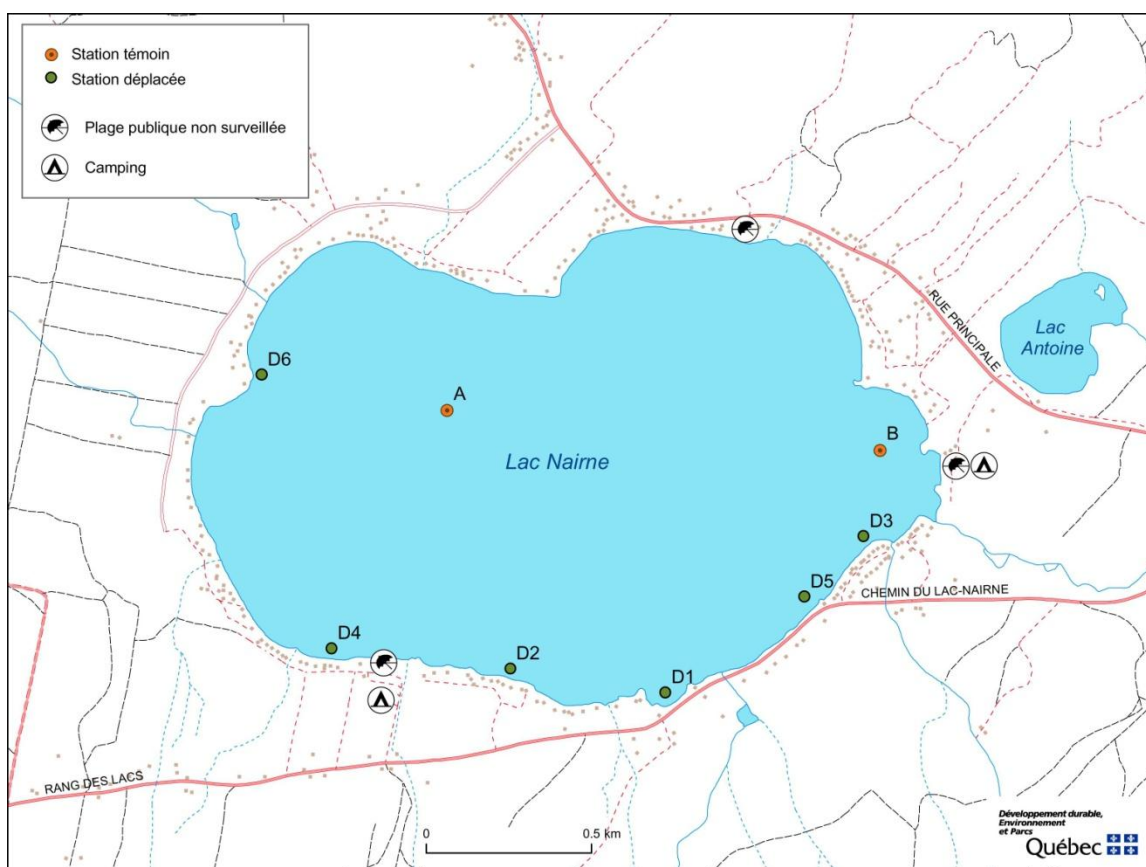 Station témoin
Station déplacée
Plage publique non surveillée
Camping
RUE PRINCIPALE
Lac
Antoine
D6
A
B
Lac Nairne
D3
D5
CHEMIN DU LAC-NAIRNE
D4
D2
D1
RANG DES LACS
0
0.5 km
Développement durable,
Environnement
et Parcs
Québec